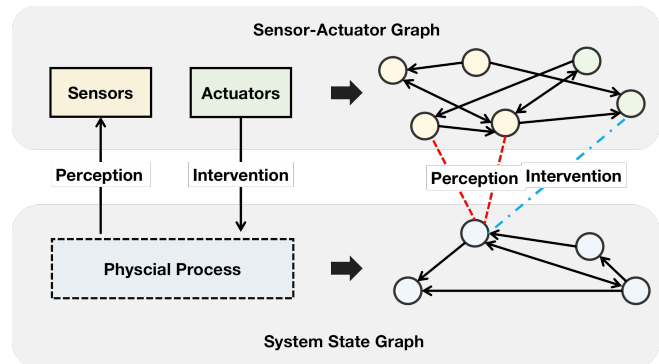 Sensor-Actuator Graph
Sensors
Actuators
Perception
Intervention
Perception
Intervention
Physcial Process
System State Graph